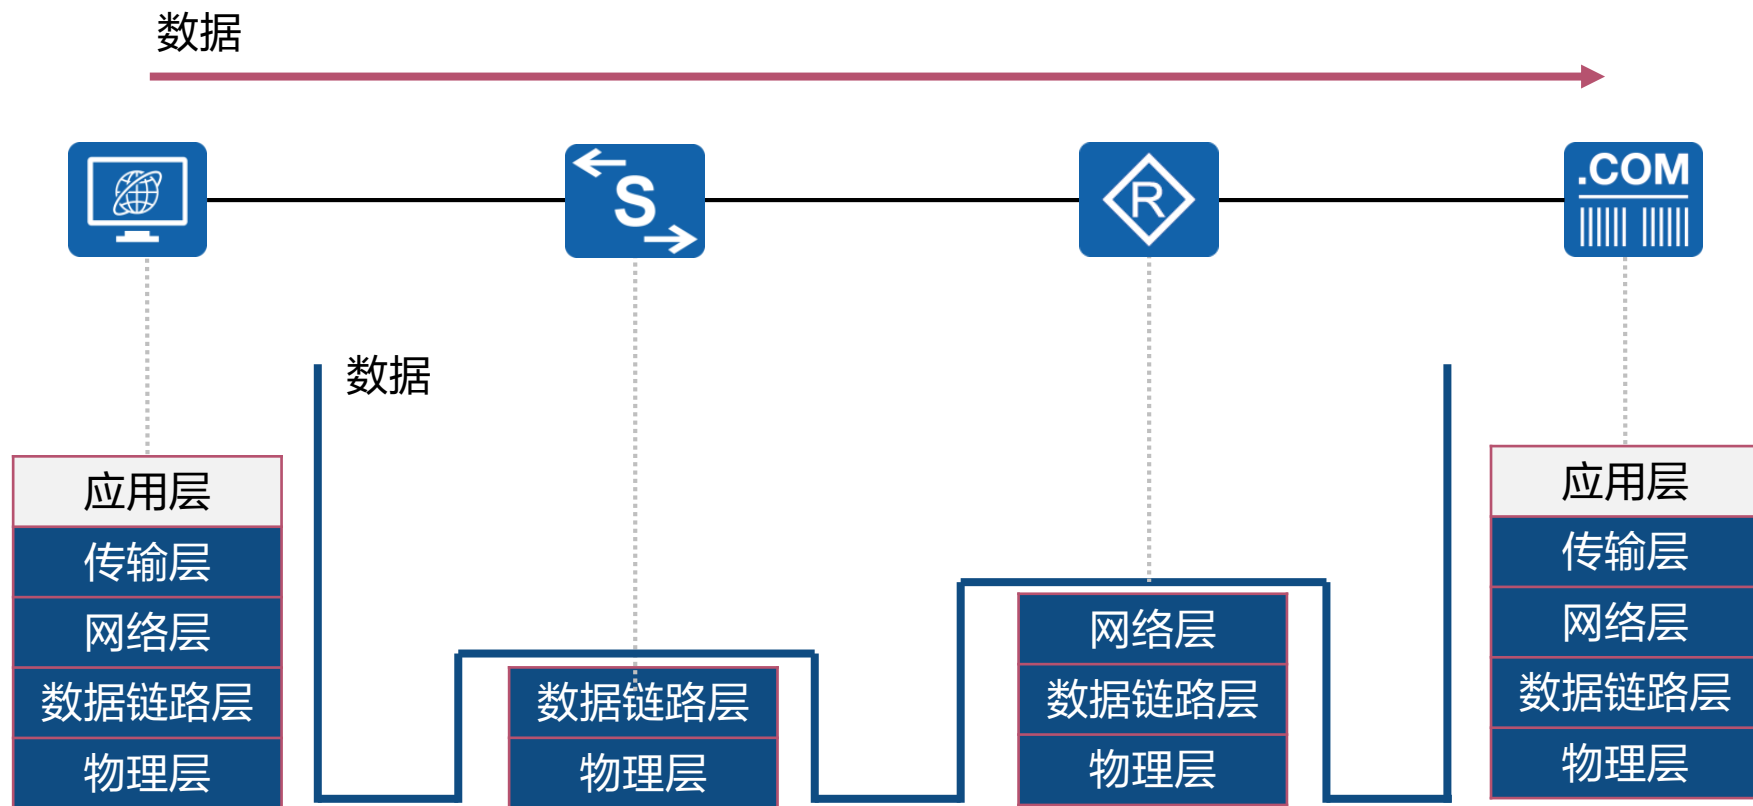 数据
S
R
.COM
数据
应用层
传输层
网络层
数据链路层
物理层
数据链路层
物理层
网络层
数据链路层
物理层
应用层
传输层
网络层
数据链路层
物理层